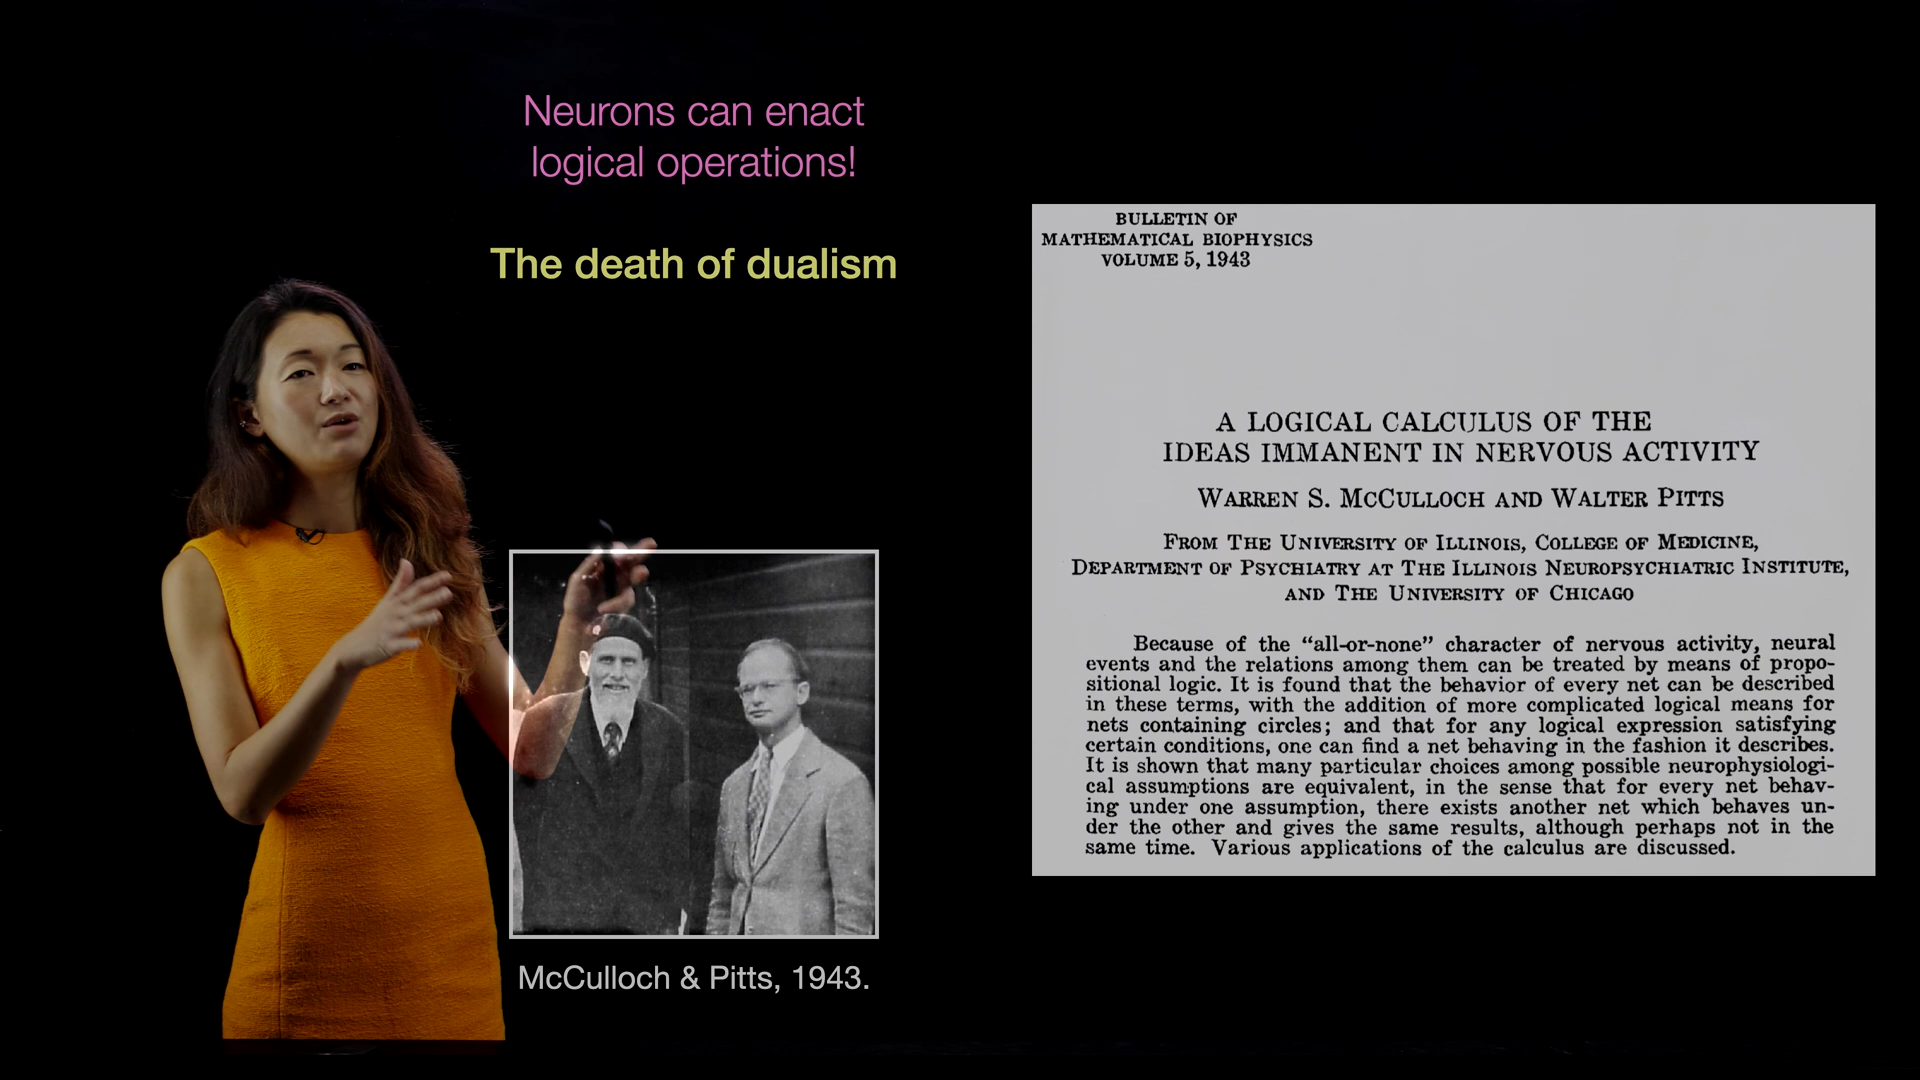 Neurons can enact
logical operations!
The death of dualism
McCulloch & Pitts, 1943.
BULLETIN OF
MATHEMATICAL BIOPHYSICS
VOLUME 5, 1943
A LOGICAL CALCULUS OF THE
IDEAS IMMANENT IN NERVOUS ACTIVITY
WARREN S. MCCULLOCH AND WALTER PITTS
FROM THE UNIVERSITY OF ILLINOIS, COLLEGE OF MEDICINE,
DEPARTMENT OF PSYCHIATRY AT THE ILLINOIS NEUROPSYCHIATRIC INSTITUTE,
AND THE UNIVERSITY OF CHICAGO
Because of the “all-or-none” character of nervous activity, neural
events and the relations among them can be treated by means of propo-
sitional logic. It is found that the behavior of every net can be described
in these terms, with the addition of more complicated logical means for
nets containing circles; and that for any logical expression satisfying
certain conditions, one can find a net behaving in the fashion it describes.
It is shown that many particular choices among possible neurophysiologi-
cal assumptions are equivalent, in the sense that for every net behav-
ing under one assumption, there exists another net which behaves un-
der the other and gives the same results, although perhaps not in the
same time. Various applications of the calculus are discussed.